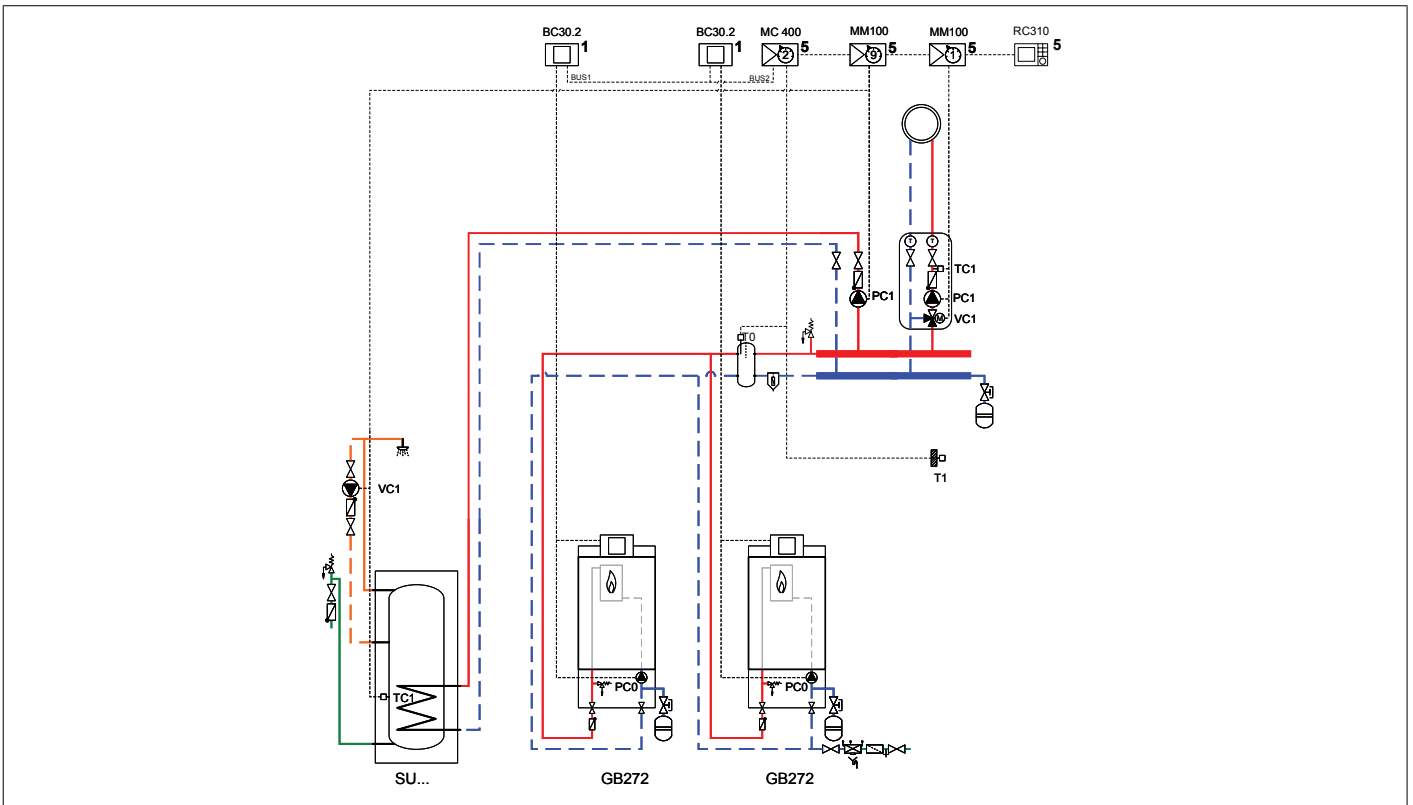 BC30.2 BC30.2 MC 400 MM100 MM100 RC310
1 1 5 5 5 5
2 9 1
BUS1 BUS2
T T
TC1
PC1 PC1
M VC1
T0
T1
VC1
TC1 PC0 PC0
SU... GB272 GB272